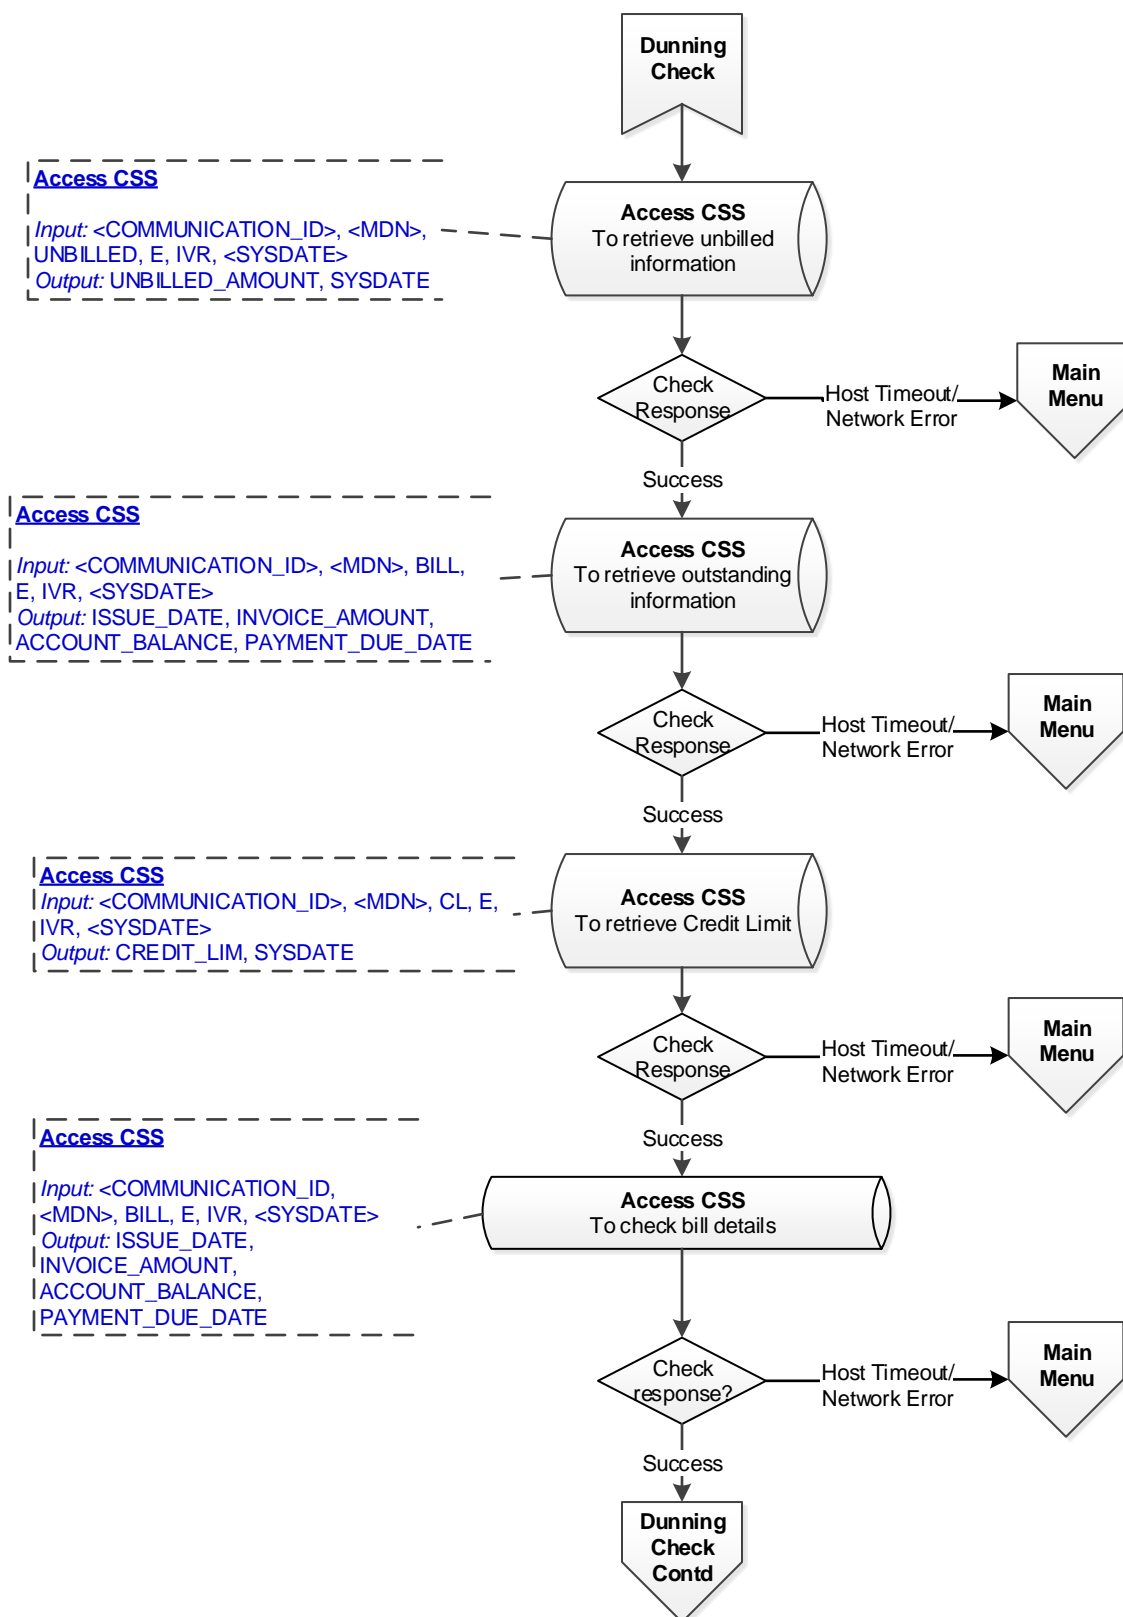 Dunning
Check
Access CSS
Input: <COMMUNICATION_ID>, <MDN>,
UNBILLED, E, IVR, <SYSDATE>
Output: UNBILLED_AMOUNT, SYSDATE
Access CSS
To retrieve unbilled
information
Check
Response
Host Timeout/
Network Error
Main
Menu
Success
Access CSS
Input: <COMMUNICATION_ID>, <MDN>, BILL,
E, IVR, <SYSDATE>
Output: ISSUE_DATE, INVOICE_AMOUNT,
ACCOUNT_BALANCE, PAYMENT_DUE_DATE
Access CSS
To retrieve outstanding
information
Check
Response
Host Timeout/
Network Error
Main
Menu
Success
Access CSS
Input: <COMMUNICATION_ID>, <MDN>, CL, E,
IVR, <SYSDATE>
Output: CREDIT_LIM, SYSDATE
Access CSS
To retrieve Credit Limit
Check
Response
Host Timeout/
Network Error
Main
Menu
Success
Access CSS
Input: <COMMUNICATION_ID,
<MDN>, BILL, E, IVR, <SYSDATE>
Output: ISSUE_DATE,
INVOICE_AMOUNT,
ACCOUNT_BALANCE,
PAYMENT_DUE_DATE
Access CSS
To check bill details
Check
response?
Host Timeout/
Network Error
Main
Menu
Success
Dunning
Check
Contd